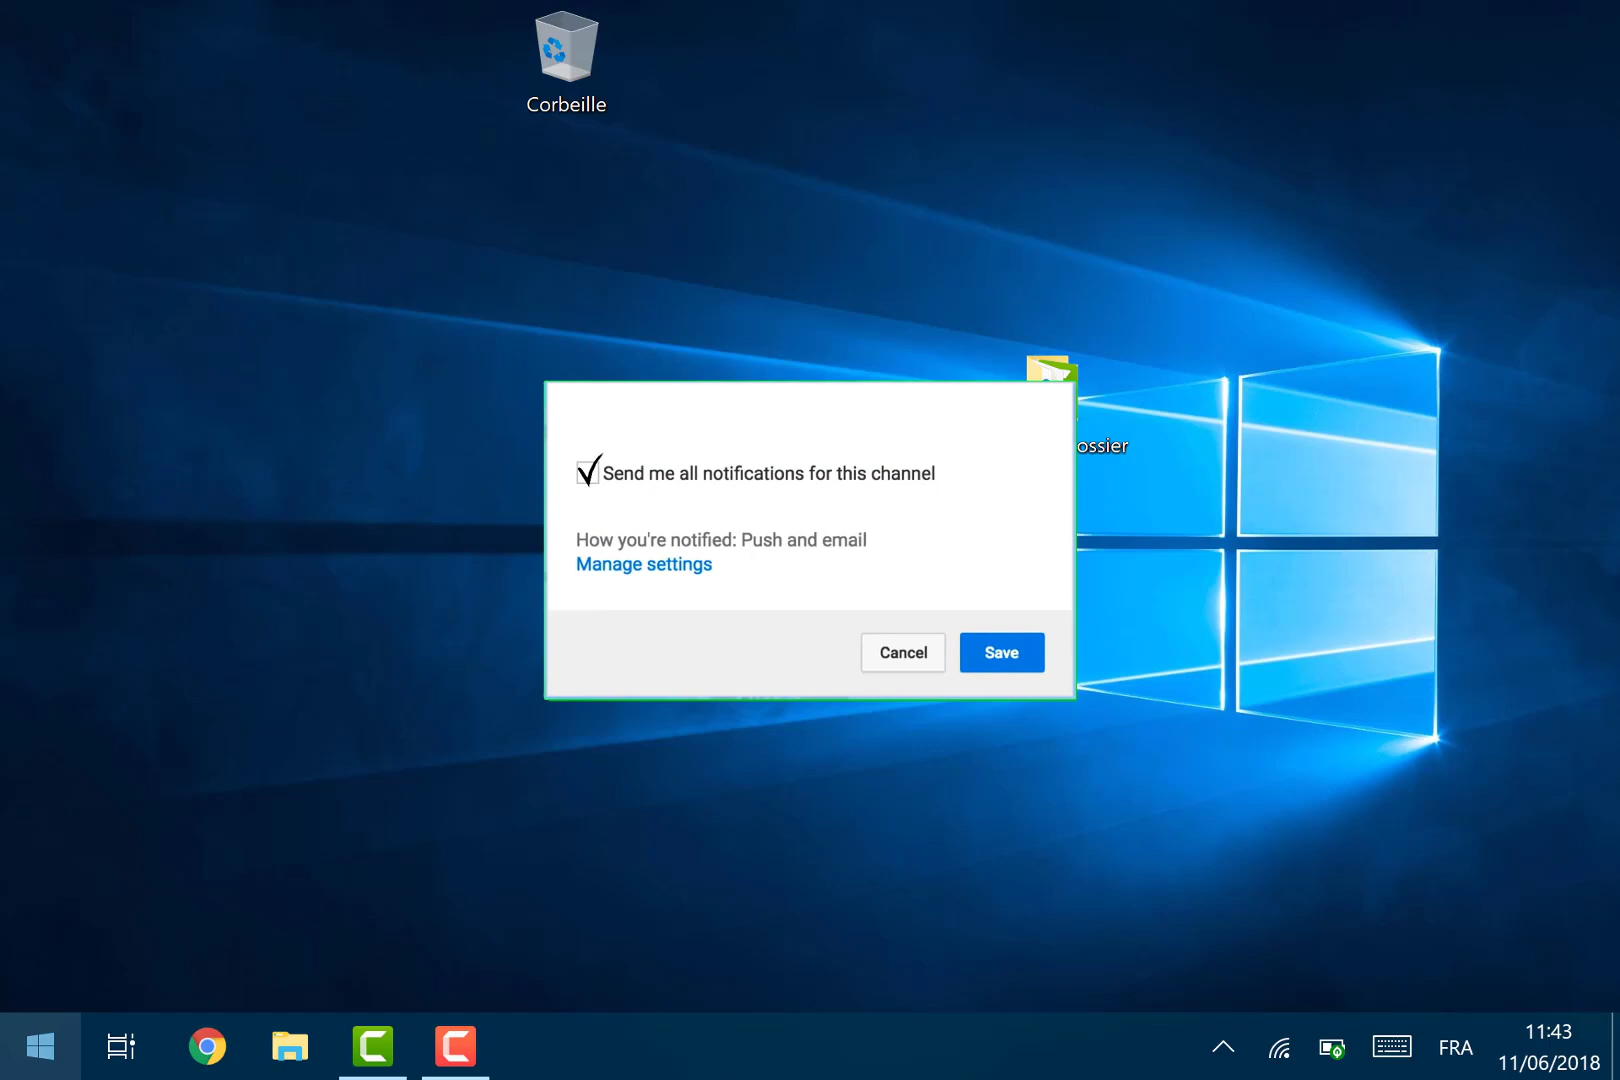 Corbeille
ossier
Send me all notifications for this channel
How you're notified: Push and email
Manage settings
Cancel
Save
FRA
11:43
11/06/2018